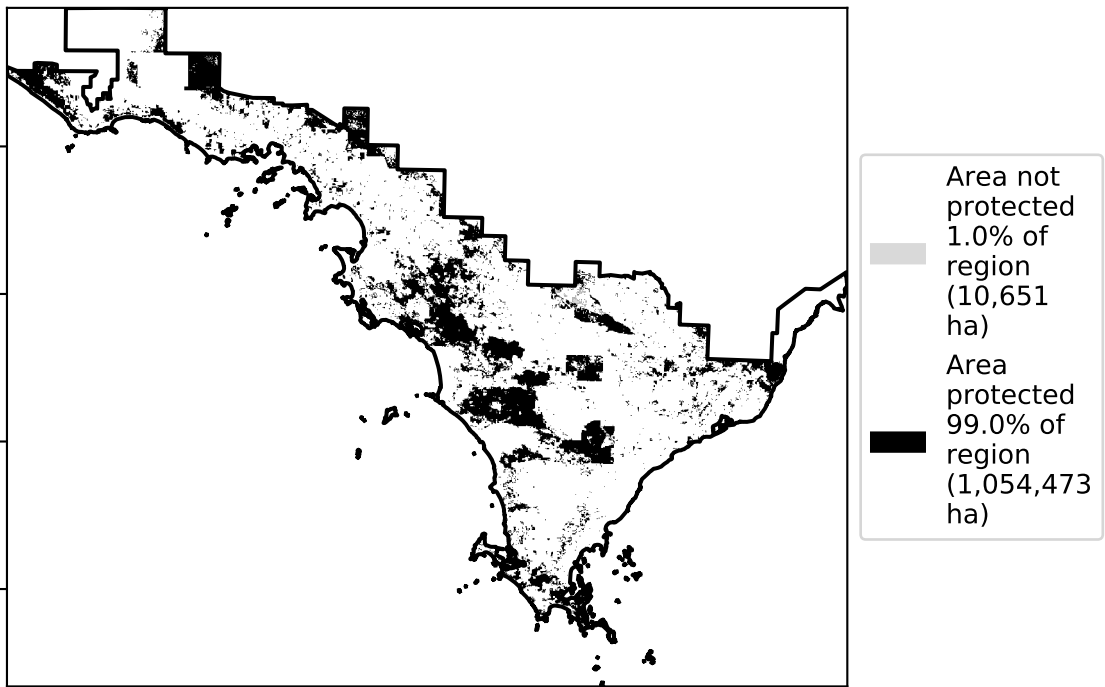 Area not
protected
1.0% of
region
(10,651
ha)
Area
protected
99.0% of
region
(1,054,473
ha)